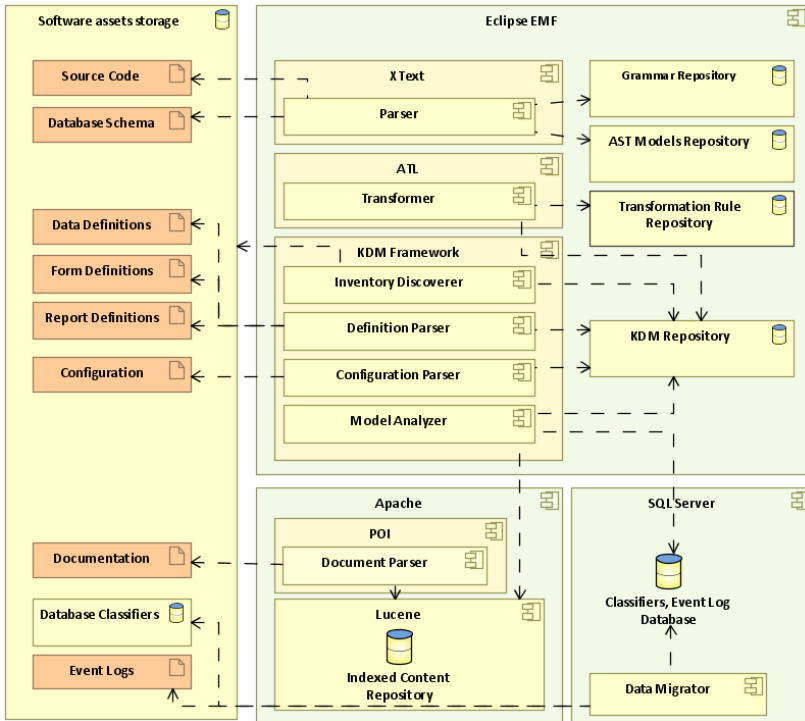 Software assets storage
Source Code
Database Schema
Data Definitions
Form Definitions
Report Definitions
Configuration
Documentation
Database Classifiers
Event Logs
Eclipse EMF
XText
Parser
ATL
Transformer
KDM Framework
Inventory Discoverer
Definition Parser
Configuration Parser
Model Analyzer
Grammar Repository
AST Models Repository
Transformation Rule
Repository
KDM Repository
Apache
POI
Document Parser
Lucene
Indexed Content
Repository
SQL Server
Classifiers, Event Log
Database
Data Migrator